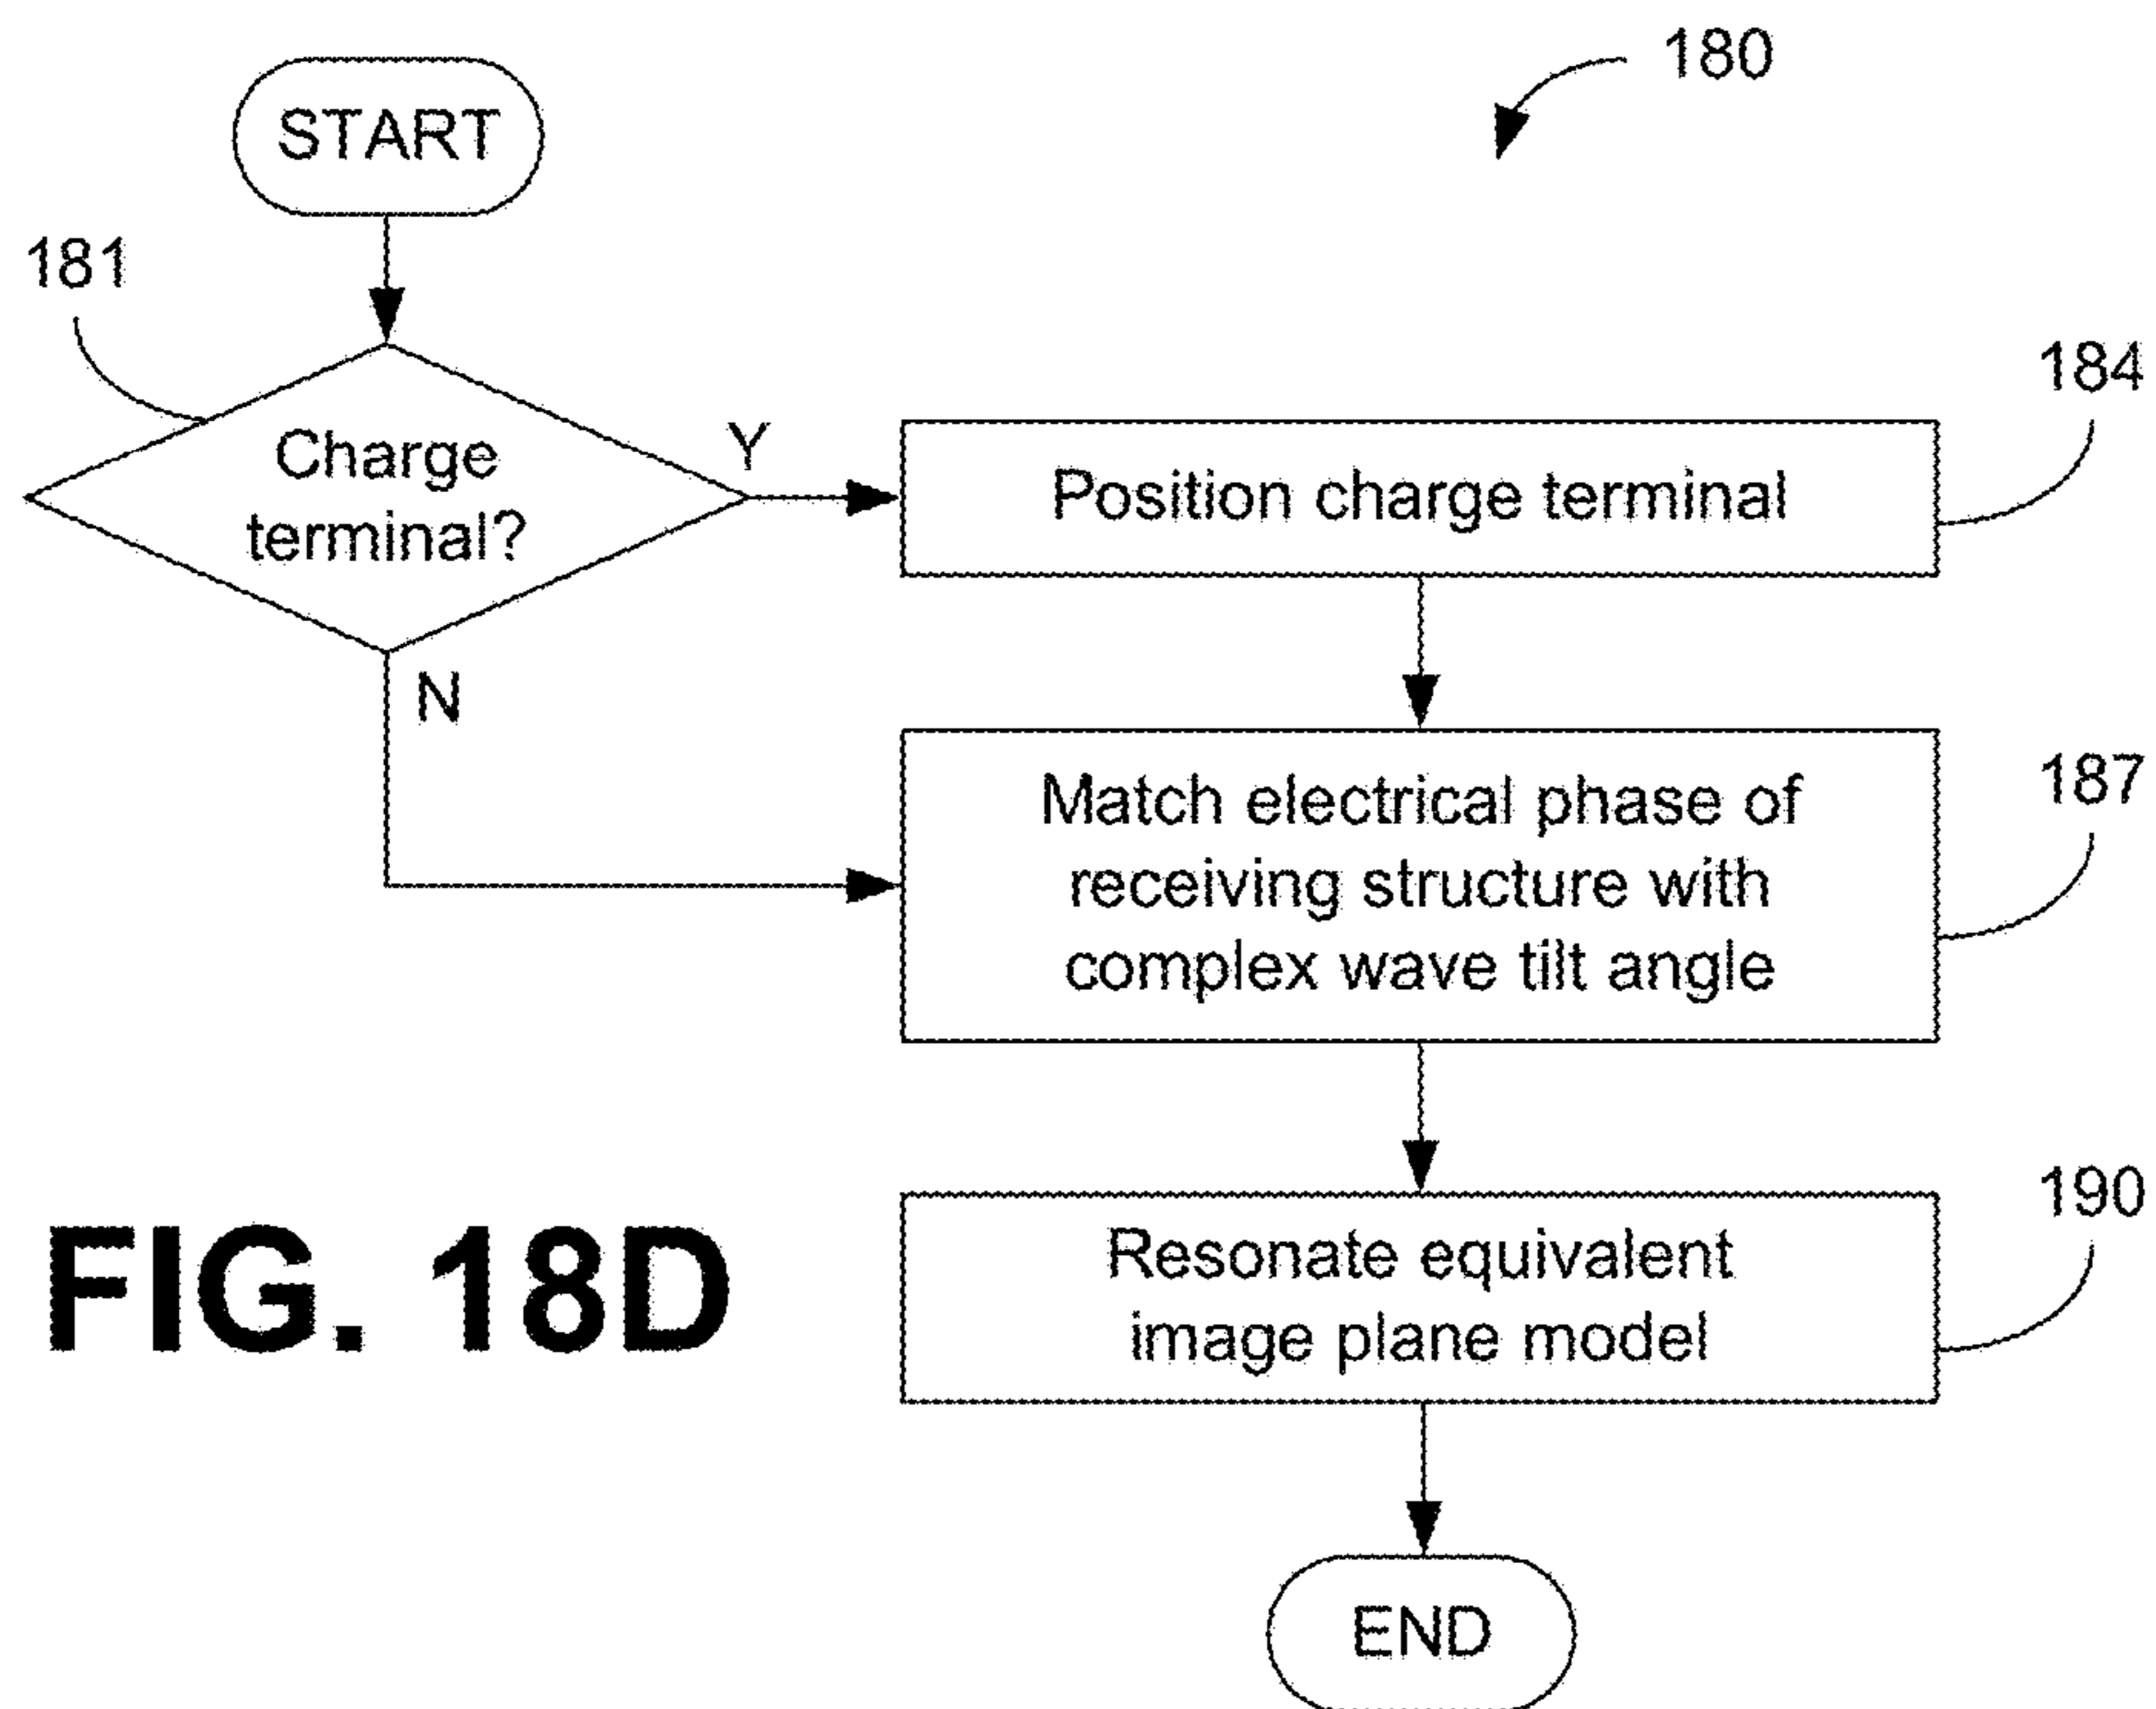 180
START
181
Charge
terminal?
Y
N
184
Position charge terminal
187
Match electrical phase of
receiving structure with
complex wave tilt angle
190
Resonate equivalent
image plane model
END
FIG. 18D